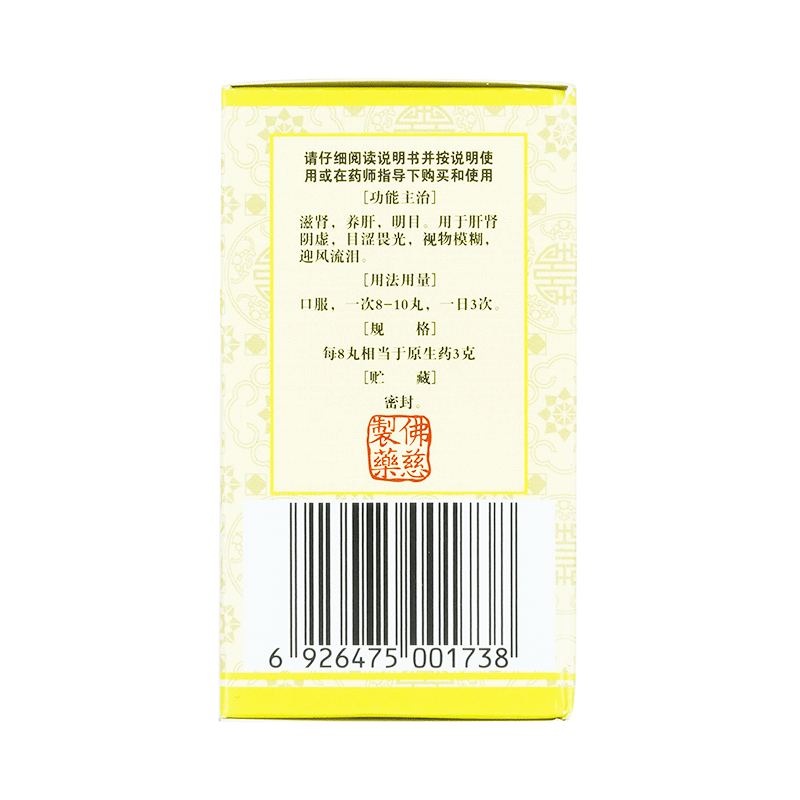 请仔细阅读说明书并按说明使
用或在药师指导下购买和使用
[功能主治]
滋肾，养肝，明目。用于肝肾
阴虚，目涩畏光，视物模糊，
迎风流泪。
[用法用量]
口服，一次8-10丸，一日3次。
[规　格]
每8丸相当于原生药3克
[贮　藏]
密封。
佛慈
製藥
6 926475 001738